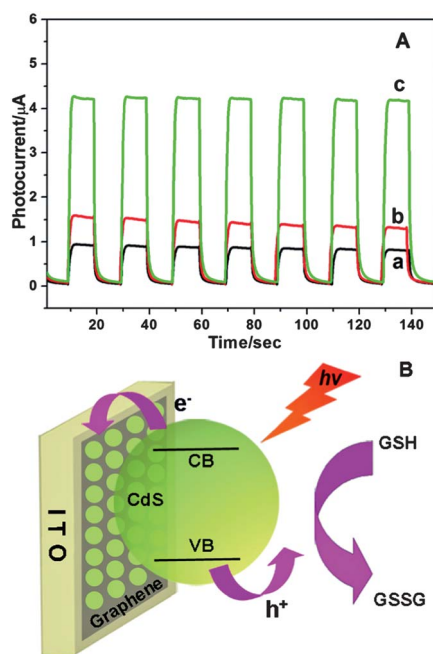 A
Photocurrent/μA
6
5
4
3
2
1
0
c
b
a
20 40 60 80 100 120 140
Time/sec
B
hν
e-
CB
CdS
VB
h+
ITO
Graphene
GSH
GSSG